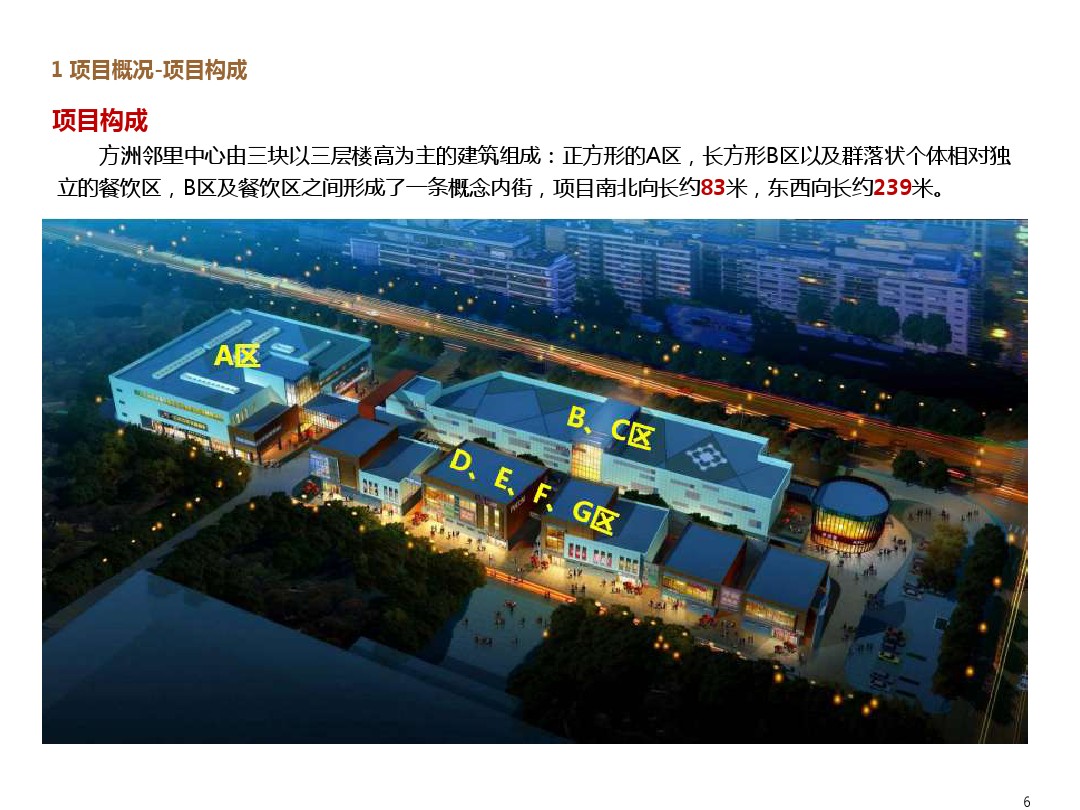 1 项目概况-项目构成
项目构成
方洲邻里中心由三块以三层楼高为主的建筑组成：正方形的A区，长方形B区以及群落状个体相对独
立的餐饮区，B区及餐饮区之间形成了一条概念内街，项目南北向长约83米，东西向长约239米。
A区
B、C区
D、E、F、G区
6